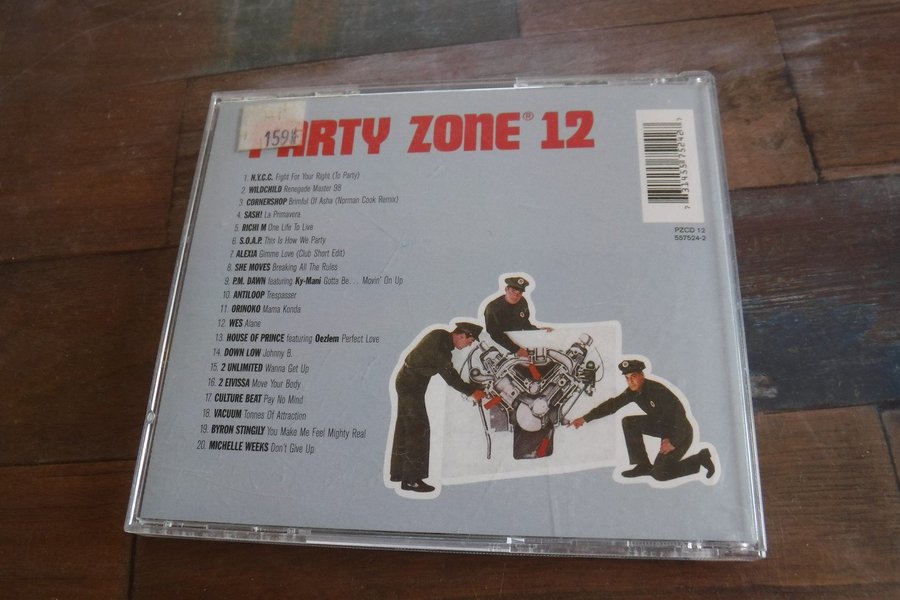 159
PARTY ZONE® 12
1. N.Y.C.C. Fight For Your Right (To Party)
2. WILDCHILD Renegade Master 98
3. CORNERSHOP Brimful Of Asha (Norman Cook Remix)
4. SASH! La Primavera
5. RICHI M One Life To Live
6. S.O.A.P. This Is How We Party
7. ALEXIA Gimme Love (Club Short Edit)
8. SHE MOVES Breaking All The Rules
9. P.M. DAWN featuring Ky-Mani Gotta Be... Movin' On Up
10. ANTILOOP Trespasser
11. ORINOKO Mama Konda
12. WES Alane
13. HOUSE OF PRINCE featuring Oezlem Perfect Love
14. DOWN LOW Johnny B.
15. 2 UNLIMITED Wanna Get Up
16. 2 EIVISSA Move Your Body
17. CULTURE BEAT Pay No Mind
18. VACUUM Tonnes Of Attraction
19. BYRON STINGILY You Make Me Feel Mighty Real
20. MICHELLE WEEKS Don't Give Up
7 31455 75242 7
PZCD 12
557524-2